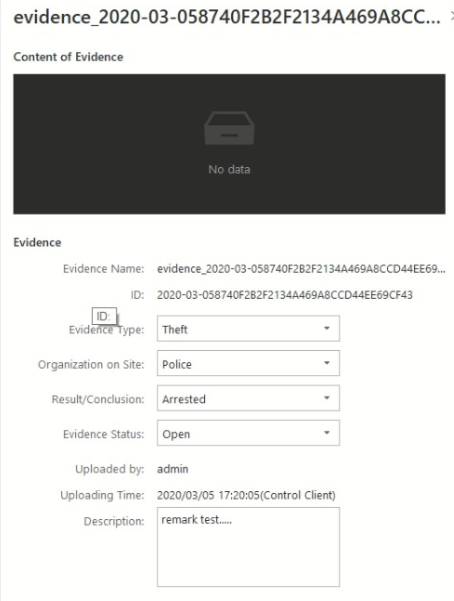 evidence_2020-03-058740F2B2F2134A469A8CC...
Content of Evidence
No data
Evidence
Evidence Name: evidence_2020-03-058740F2B2F2134A469A8CCD44EE69...
ID: 2020-03-058740F2B2F2134A469A8CCD44EE69CF43
ID:
Evidence Type: Theft
Organization on Site: Police
Result/Conclusion: Arrested
Evidence Status: Open
Uploaded by: admin
Uploading Time: 2020/03/05 17:20:05(Control Client)
Description: remark test.....